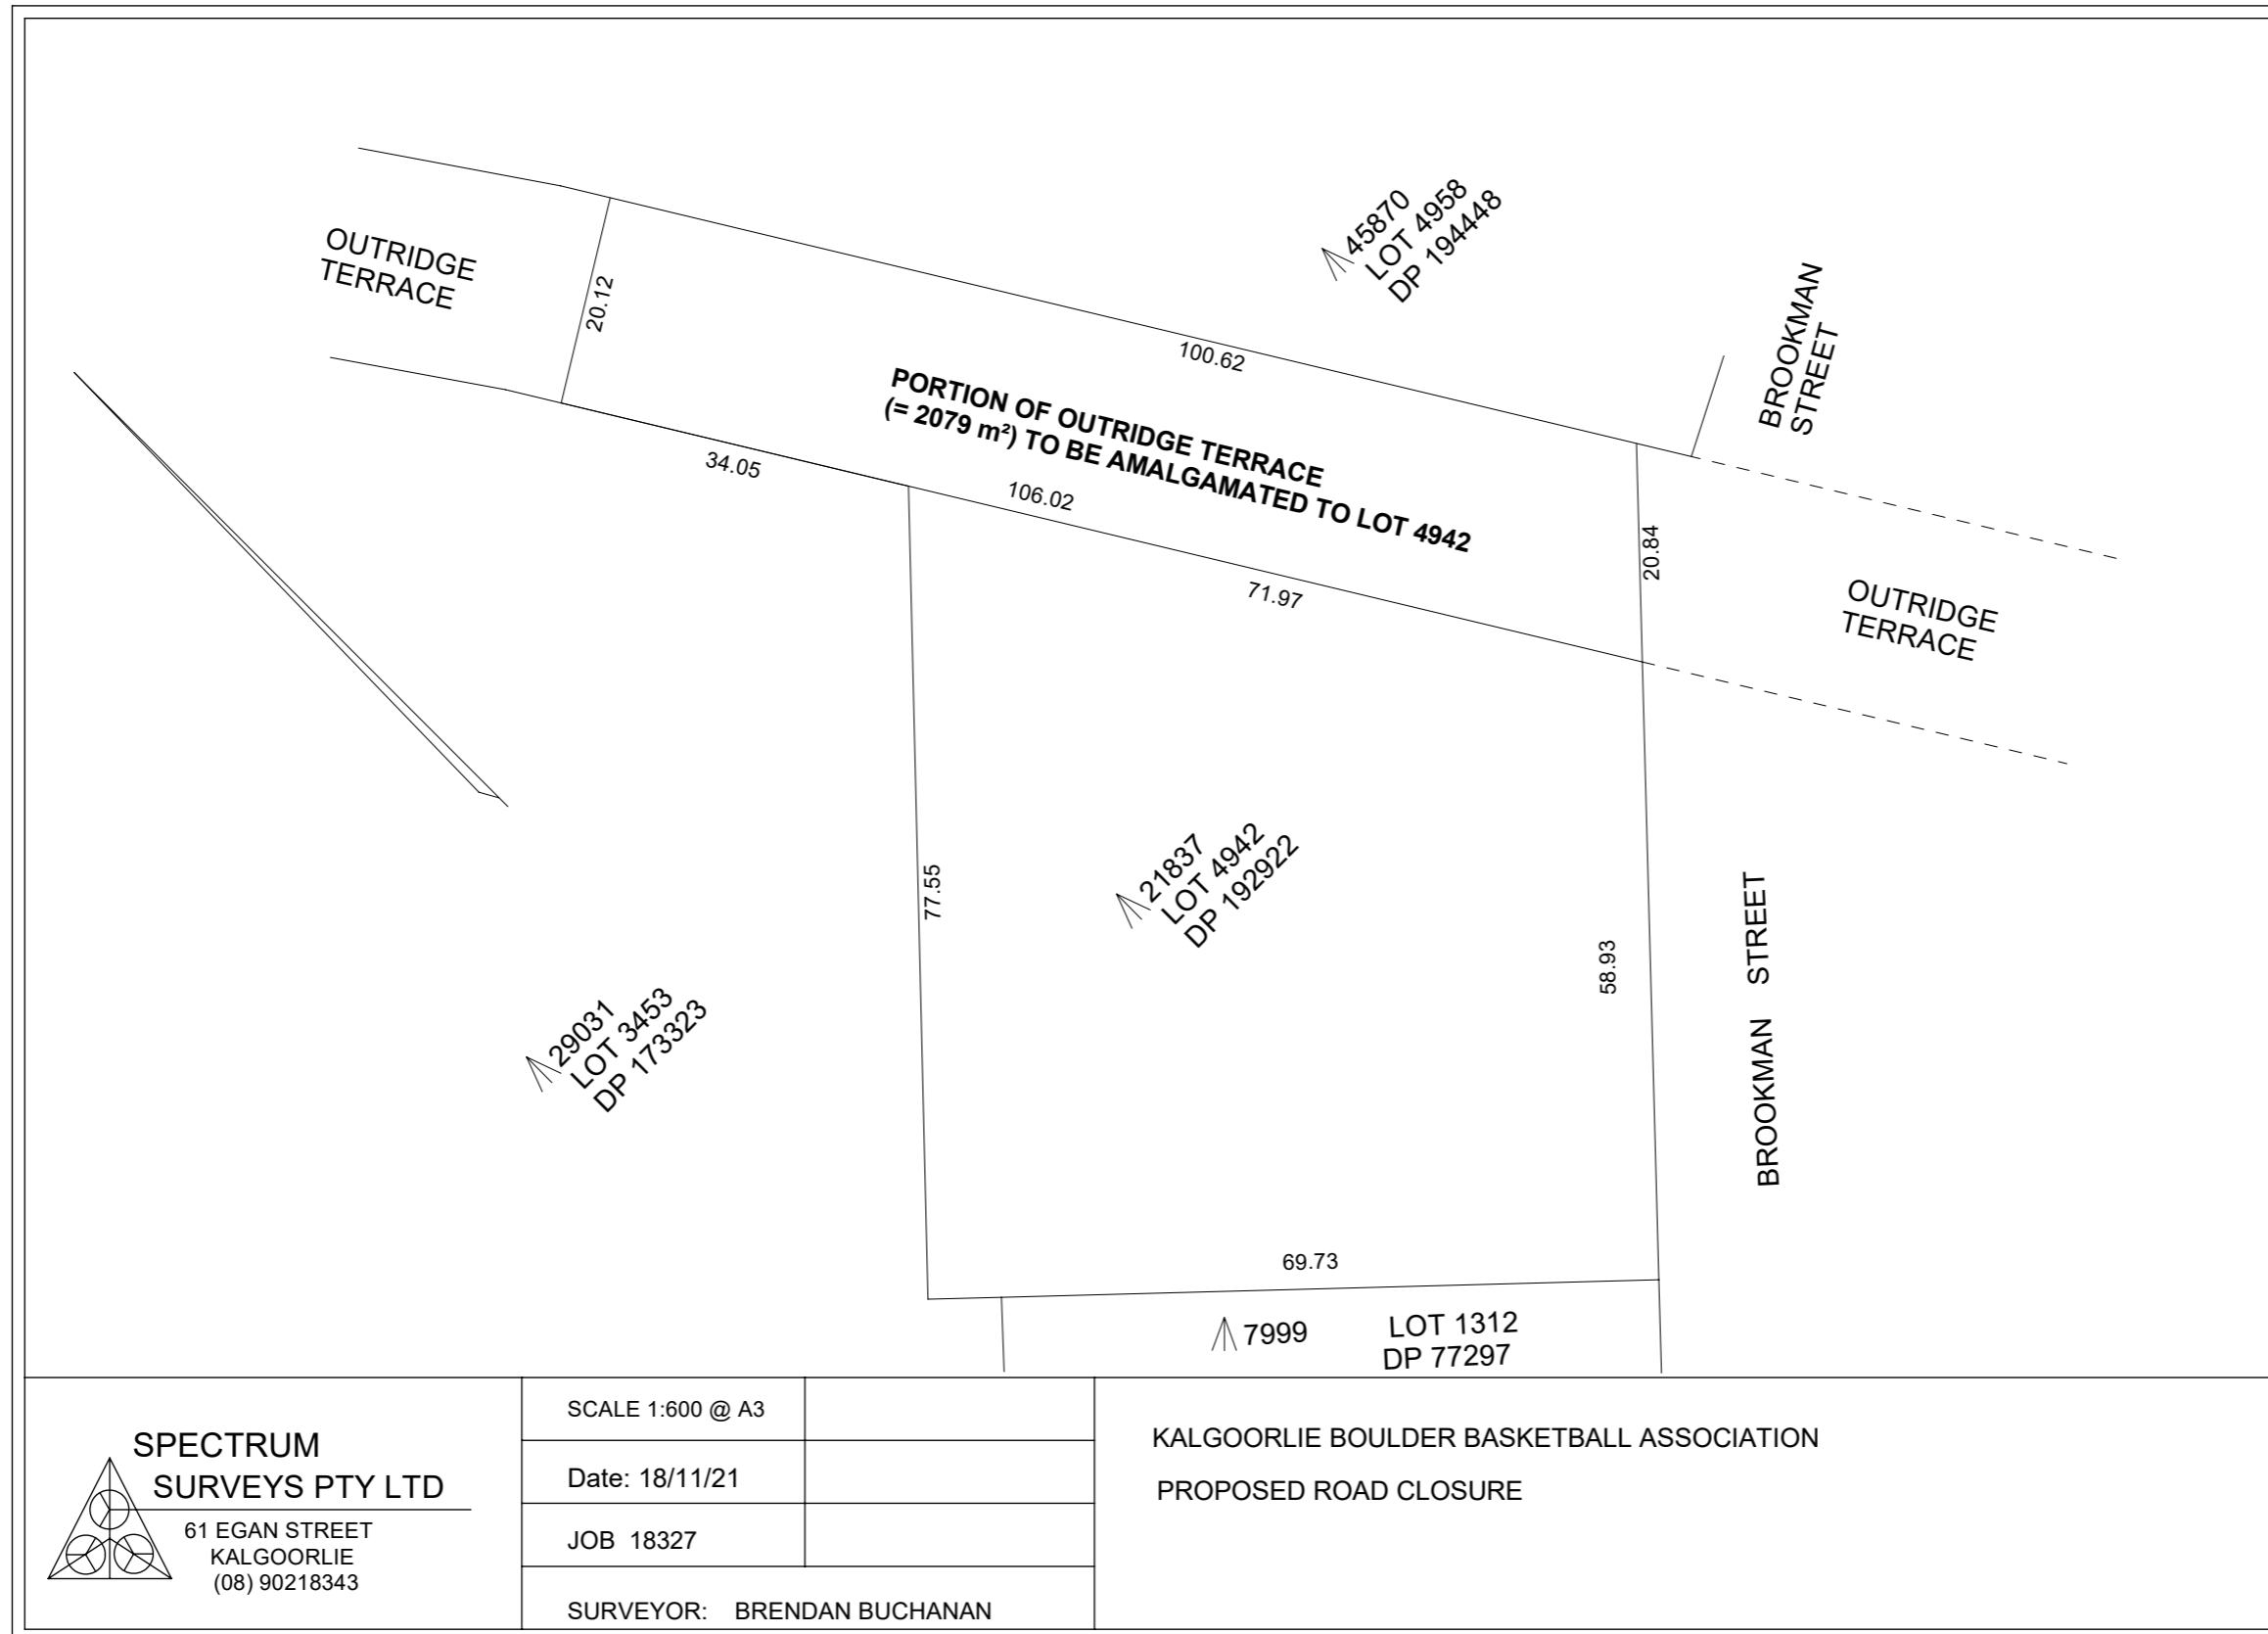 45870
LOT 4958
DP 194448
OUTRIDGE
TERRACE
20.12
BROOKMAN
STREET
100.62
PORTION OF OUTRIDGE TERRACE
(= 2079 m²) TO BE AMALGAMATED TO LOT 4942
34.05
106.02
71.97
20.84
OUTRIDGE
TERRACE
77.55
21837
LOT 4942
DP 192922
58.93
BROOKMAN STREET
29031
LOT 3453
DP 173323
69.73
7999
LOT 1312
DP 77297
SPECTRUM
SURVEYS PTY LTD
61 EGAN STREET
KALGOORLIE
(08) 90218343
SCALE 1:600 @ A3
Date: 18/11/21
JOB 18327
SURVEYOR: BRENDAN BUCHANAN
KALGOORLIE BOULDER BASKETBALL ASSOCIATION
PROPOSED ROAD CLOSURE